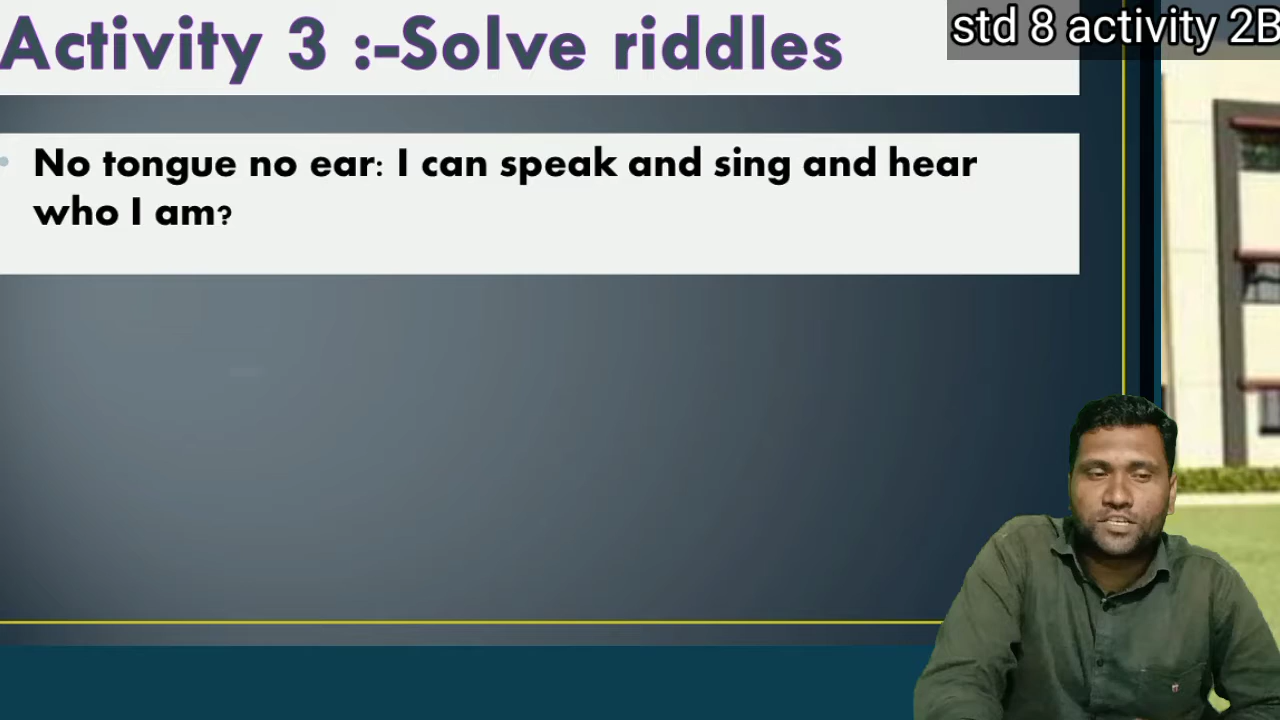 Activity 3 :-Solve riddles
std 8 activity 2B
No tongue no ear: I can speak and sing and hear
who I am?